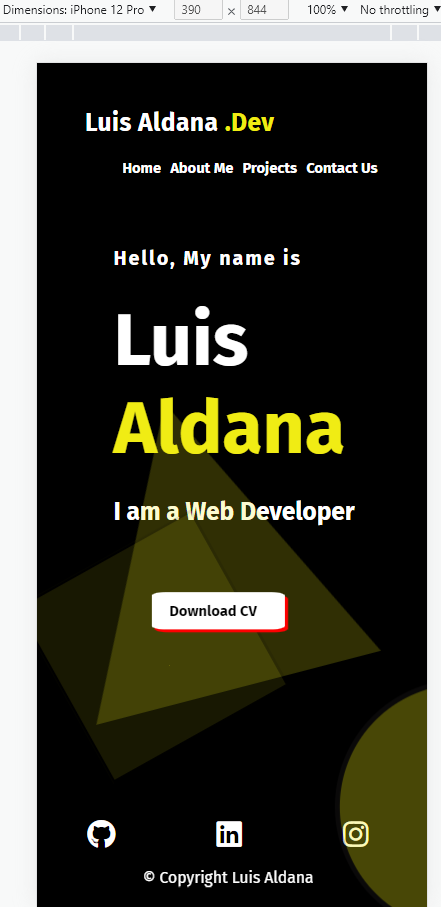 Dimensions: iPhone 12 Pro 390 × 844 100% No throttling
Luis Aldana .Dev
Home About Me Projects Contact Us
Hello, My name is
Luis
Aldana
I am a Web Developer
Download CV
in
© Copyright Luis Aldana